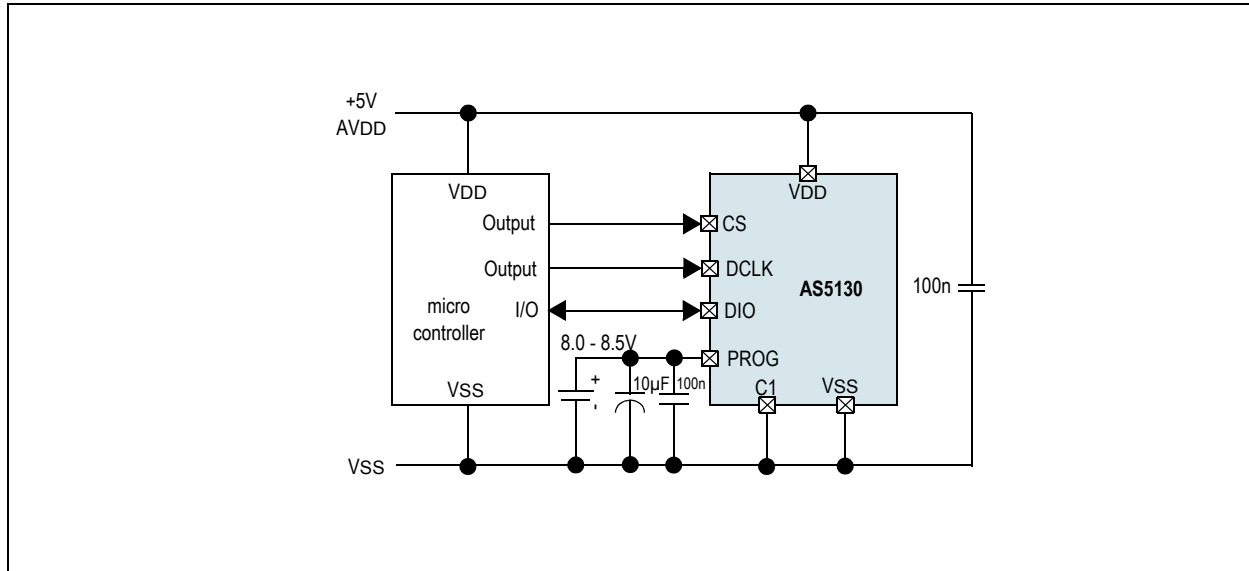 +5V
AVDD
VDD
VDD
Output
CS
Output
DCLK
AS5130
100n
micro
controller
I/O
DIO
8.0 - 8.5V
PROG
+
-
10µF
100n
VSS
C1
VSS
VSS